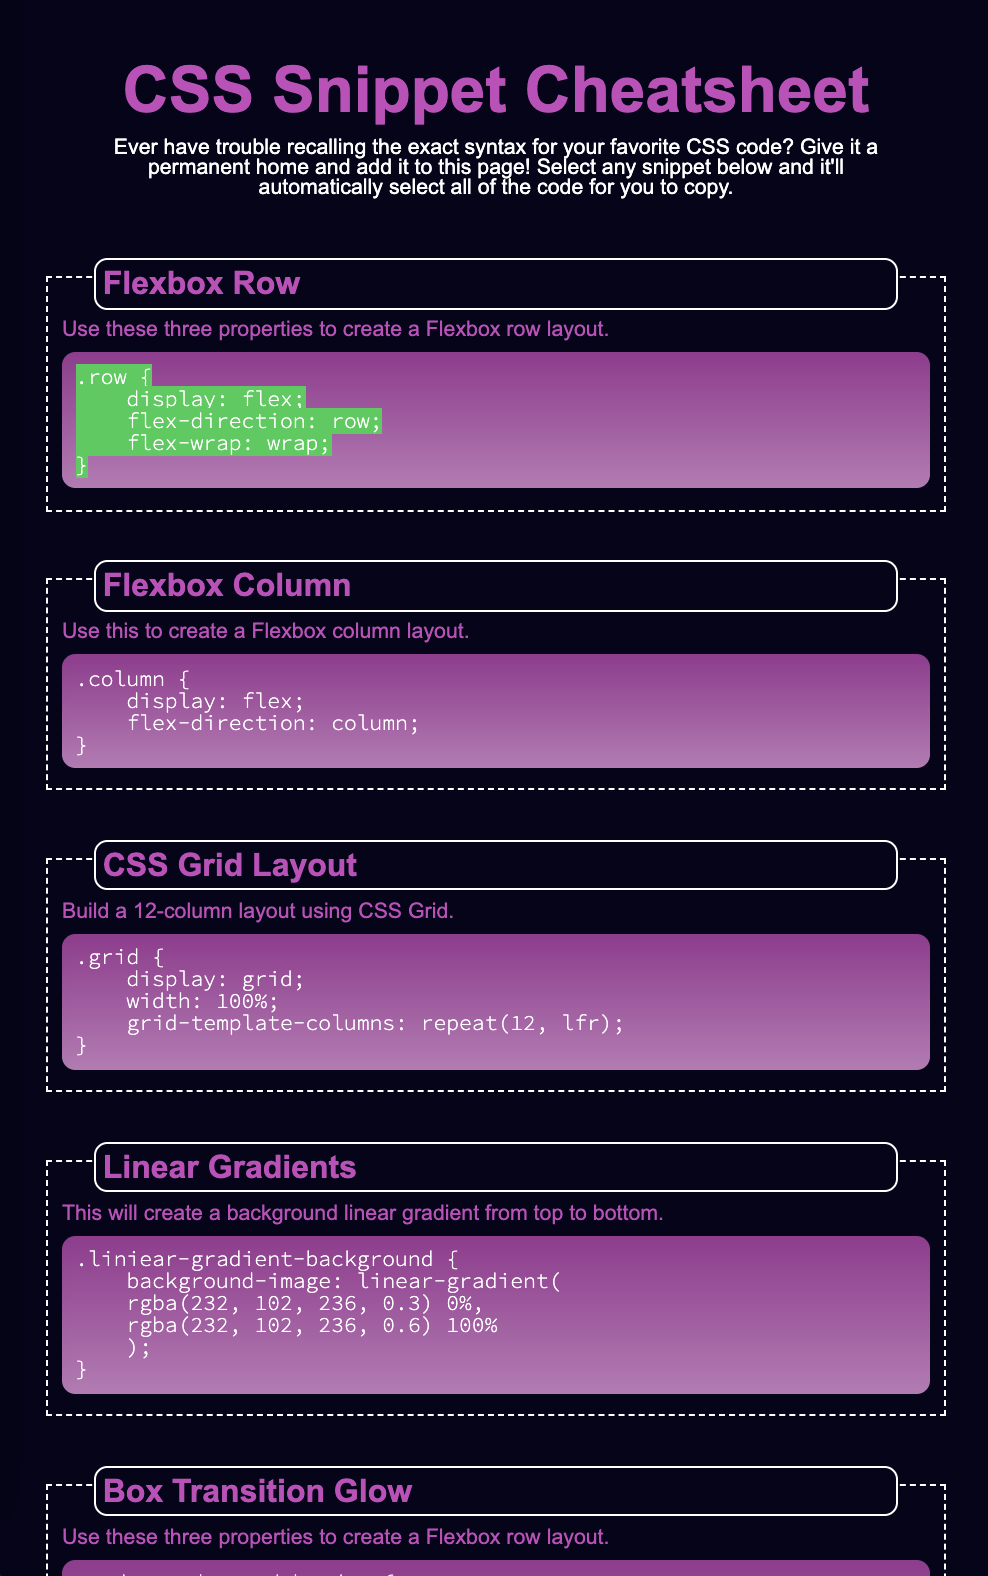 CSS Snippet Cheatsheet
Ever have trouble recalling the exact syntax for your favorite CSS code? Give it a
permanent home and add it to this page! Select any snippet below and it'll
automatically select all of the code for you to copy.
Flexbox Row
Use these three properties to create a Flexbox row layout.
.row {
    display: flex;
    flex-direction: row;
    flex-wrap: wrap;
}
Flexbox Column
Use this to create a Flexbox column layout.
.column {
    display: flex;
    flex-direction: column;
}
CSS Grid Layout
Build a 12-column layout using CSS Grid.
.grid {
    display: grid;
    width: 100%;
    grid-template-columns: repeat(12, lfr);
}
Linear Gradients
This will create a background linear gradient from top to bottom.
.liniear-gradient-background {
    background-image: linear-gradient(
    rgba(232, 102, 236, 0.3) 0%,
    rgba(232, 102, 236, 0.6) 100%
    );
}
Box Transition Glow
Use these three properties to create a Flexbox row layout.